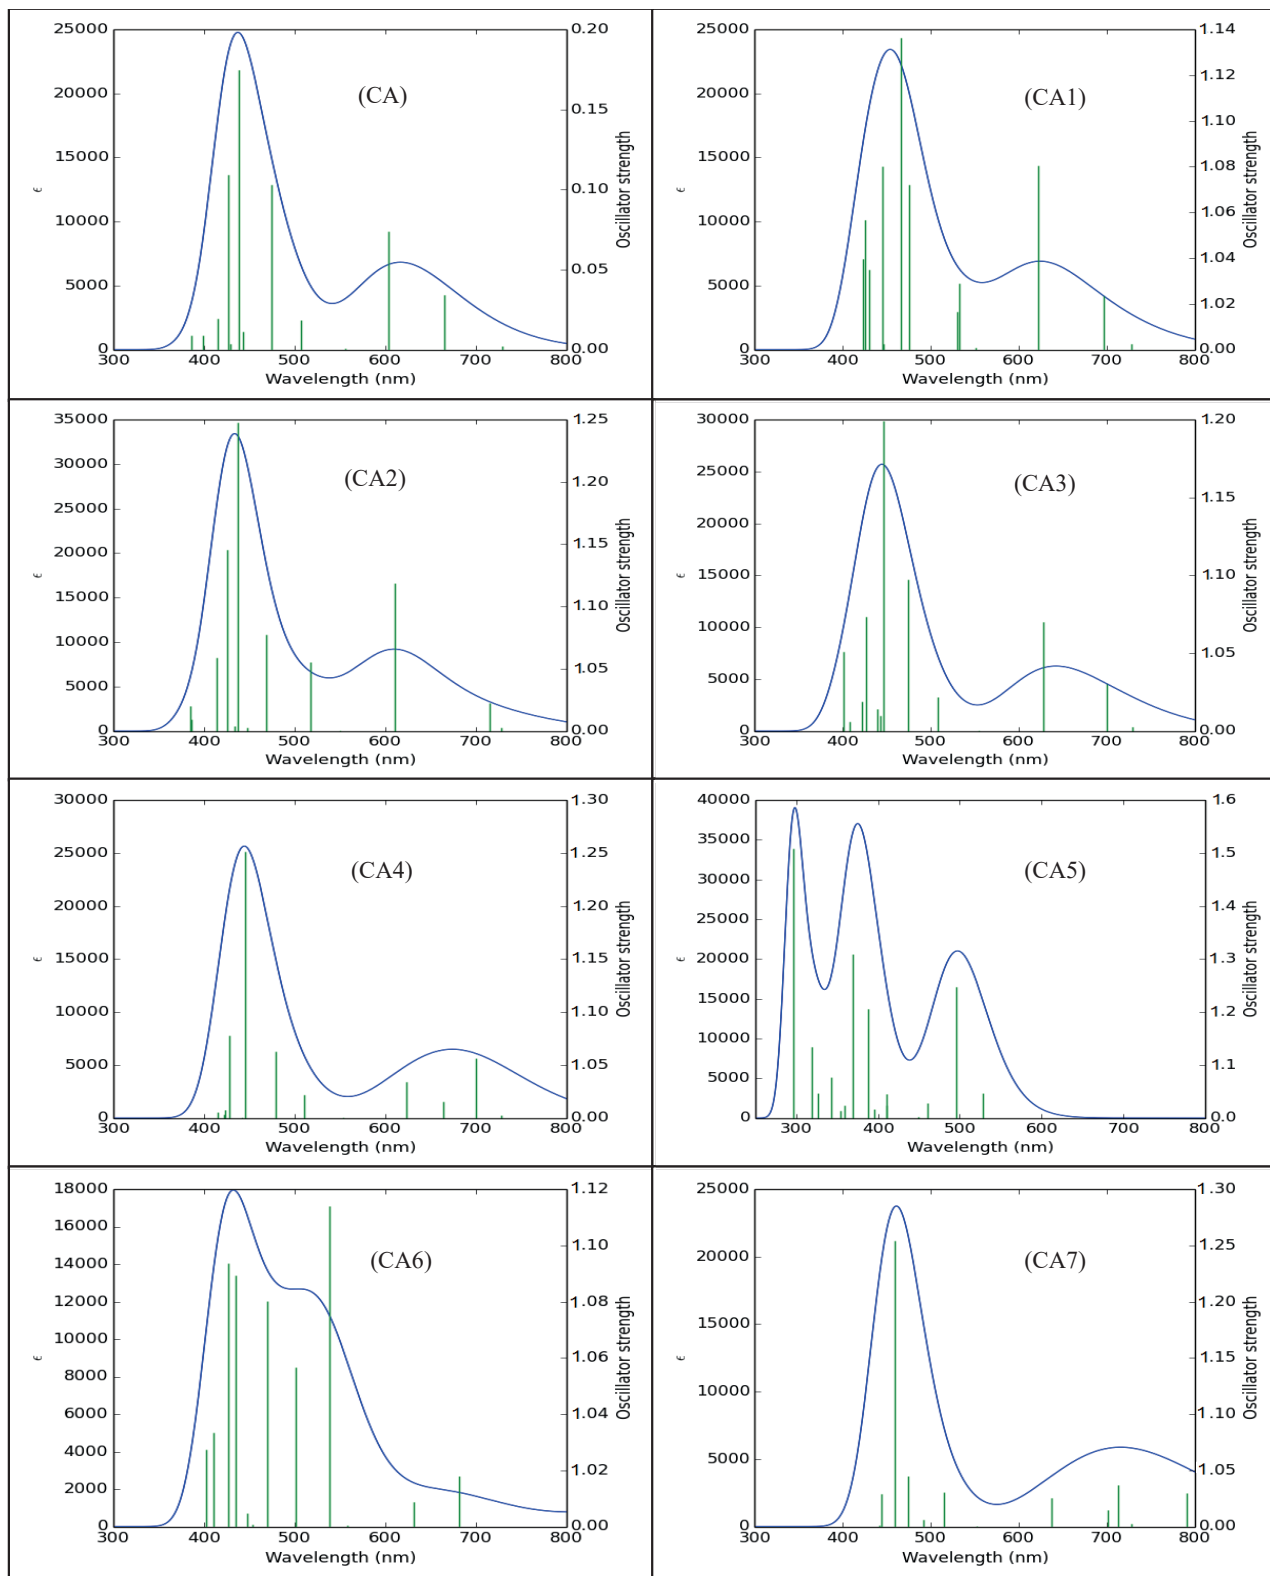 25000
20000
15000
10000
5000
0
ϵ
(CA)
0.20
0.15
0.10
0.05
0.00
Oscillator strength
300 400 500 600 700 800
Wavelength (nm)
25000
20000
15000
10000
5000
0
ϵ
(CA1)
1.14
1.12
1.10
1.08
1.06
1.04
1.02
0.00
Oscillator strength
300 400 500 600 700 800
Wavelength (nm)
35000
30000
25000
20000
15000
10000
5000
0
ϵ
(CA2)
1.25
1.20
1.15
1.10
1.05
0.00
Oscillator strength
300 400 500 600 700 800
Wavelength (nm)
30000
25000
20000
15000
10000
5000
0
ϵ
(CA3)
1.20
1.15
1.10
1.05
0.00
Oscillator strength
300 400 500 600 700 800
Wavelength (nm)
30000
25000
20000
15000
10000
5000
0
ϵ
(CA4)
1.30
1.25
1.20
1.15
1.10
1.05
0.00
Oscillator strength
300 400 500 600 700 800
Wavelength (nm)
40000
35000
30000
25000
20000
15000
10000
5000
0
ϵ
(CA5)
1.6
1.5
1.4
1.3
1.2
1.1
0.0
Oscillator strength
300 400 500 600 700 800
Wavelength (nm)
18000
16000
14000
12000
10000
8000
6000
4000
2000
0
ϵ
(CA6)
1.12
1.10
1.08
1.06
1.04
1.02
0.00
Oscillator strength
300 400 500 600 700 800
Wavelength (nm)
25000
20000
15000
10000
5000
0
ϵ
(CA7)
1.30
1.25
1.20
1.15
1.10
1.05
0.00
Oscillator strength
300 400 500 600 700 800
Wavelength (nm)